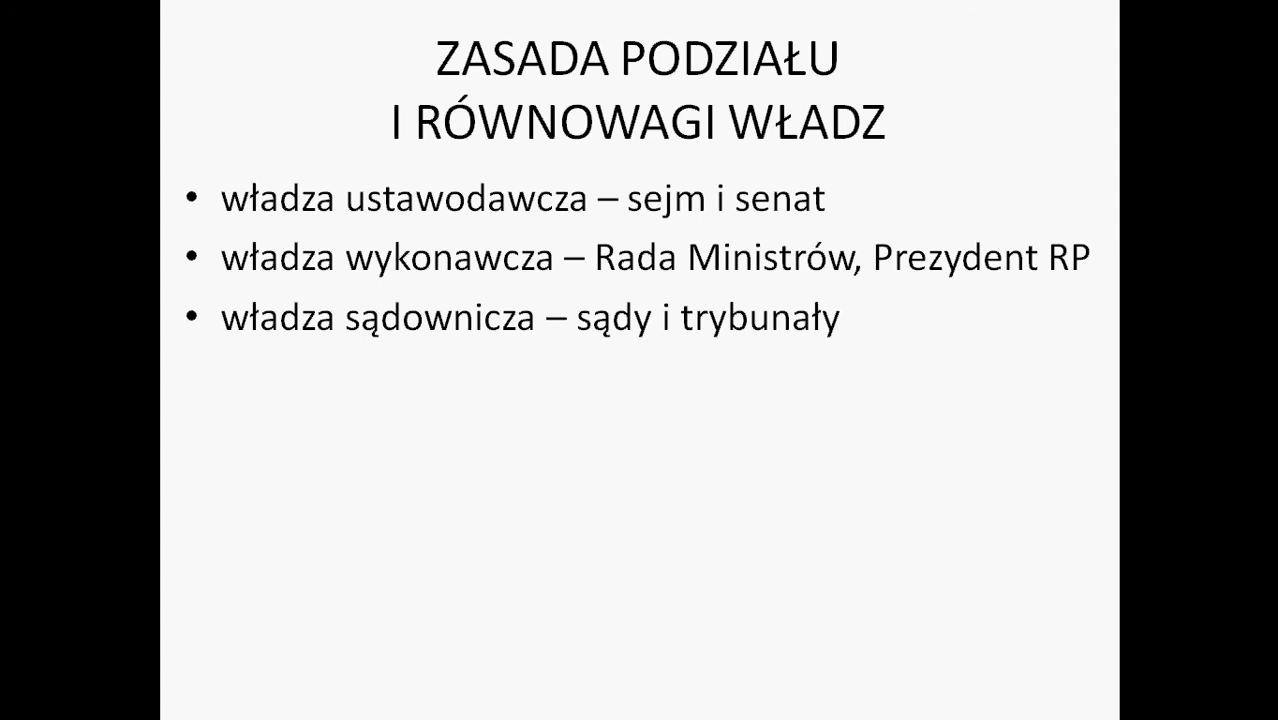 ZASADA PODZIAŁU
I RÓWNOWAGI WŁADZ
• władza ustawodawcza – sejm i senat
• władza wykonawcza – Rada Ministrów, Prezydent RP
• władza sądownicza – sądy i trybunały